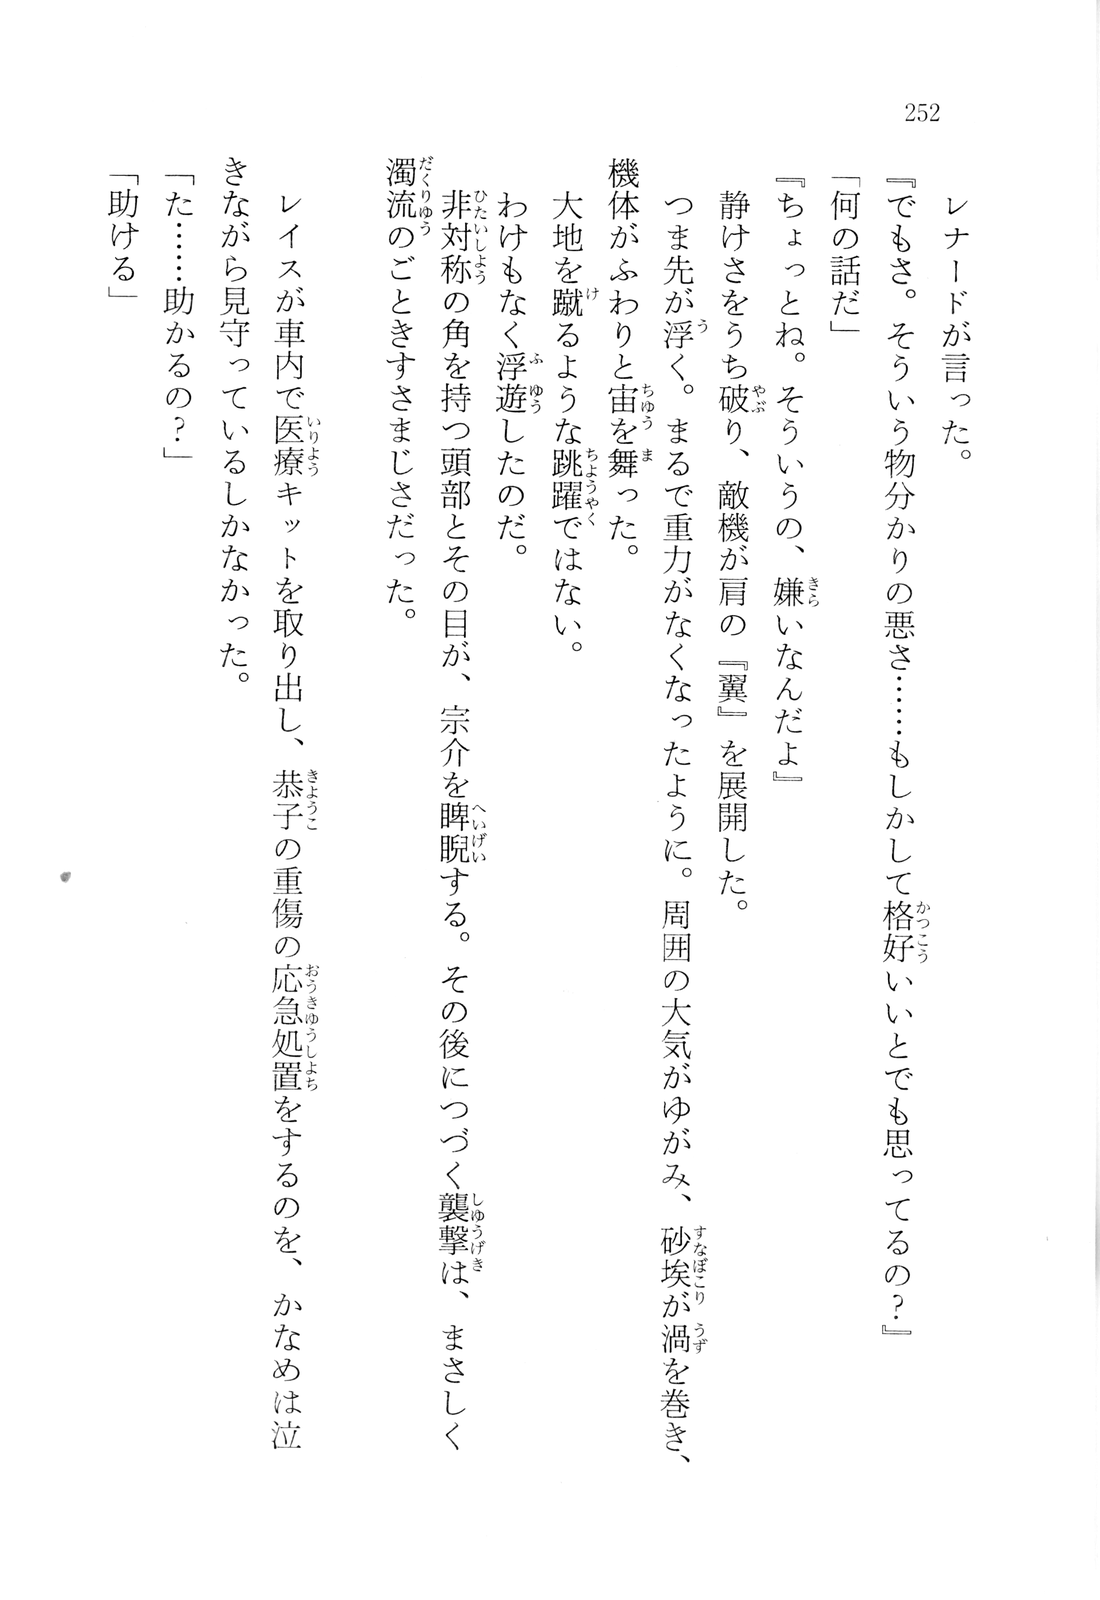 252
レナードが言った。
『でもさ。そういう物分かりの悪さ……もしかして格好いいとでも思ってるの？』
「何の話だ」
『ちょっとね。そういうの、嫌いなんだよ』
静けさをうち破り、敵機が肩の『翼』を展開した。
つま先が浮く。まるで重力がなくなったように。周囲の大気がゆがみ、砂埃が渦を巻き、
機体がふわりと宙を舞った。
大地を蹴るような跳躍ではない。
わけもなく浮遊したのだ。
非対称の角を持つ頭部とその目が、宗介を睥睨する。その後につづく襲撃は、まさしく
濁流のごときすさまじさだった。
レイスが車内で医療キットを取り出し、恭子の重傷の応急処置をするのを、かなめは泣
きながら見守っているしかなかった。
「た……助かるの？」
「助ける」